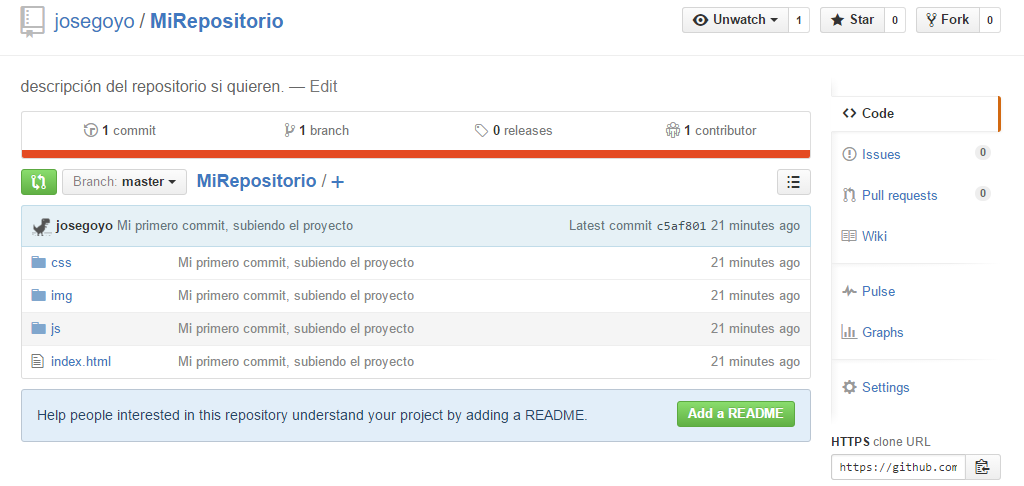 josegoyo / MiRepositorio
Unwatch 1 Star 0 Fork 0
descripción del repositorio si quieren. — Edit
1 commit 1 branch 0 releases 1 contributor
Branch: master MiRepositorio / +
josegoyo Mi primero commit, subiendo el proyecto Latest commit c5af801 21 minutes ago
css Mi primero commit, subiendo el proyecto 21 minutes ago
img Mi primero commit, subiendo el proyecto 21 minutes ago
js Mi primero commit, subiendo el proyecto 21 minutes ago
index.html Mi primero commit, subiendo el proyecto 21 minutes ago
Help people interested in this repository understand your project by adding a README. Add a README
Code
Issues 0
Pull requests 0
Wiki
Pulse
Graphs
Settings
HTTPS clone URL
https://github.com